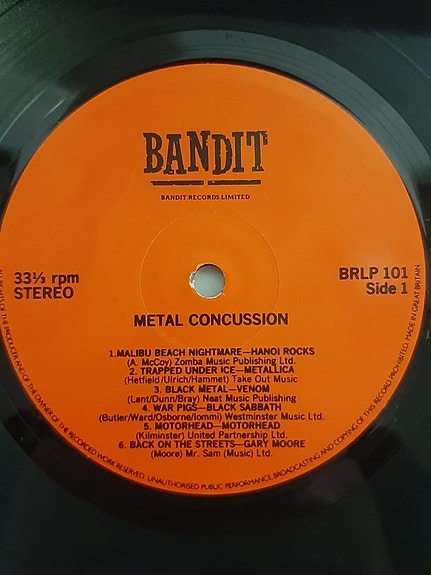 BANDIT
BANDIT RECORDS LIMITED
33⅓ rpm
STEREO
BRLP 101
Side 1
METAL CONCUSSION
1.MALIBU BEACH NIGHTMARE—HANOI ROCKS
(A. McCoy) Zomba Music Publishing Ltd.
2. TRAPPED UNDER ICE—METALLICA
(Hetfield/Ulrich/Hammet) Take Out Music
3. BLACK METAL—VENOM
(Lant/Dunn/Bray) Neat Music Publishing
4. WAR PIGS—BLACK SABBATH
(Butler/Ward/Osborne/Iommi) Westminster Music Ltd.
5. MOTORHEAD—MOTORHEAD
(Kilminster) United Partnership Ltd.
6. BACK ON THE STREETS—GARY MOORE
(Moore) Mr. Sam (Music) Ltd.
ALL RIGHTS OF THE PRODUCER AND OF THE OWNER OF THE RECORDED WORK RESERVED. UNAUTHORISED PUBLIC PERFORMANCE BROADCASTING AND COPYING OF THIS RECORD PROHIBITED. MADE IN GREAT BRITAIN